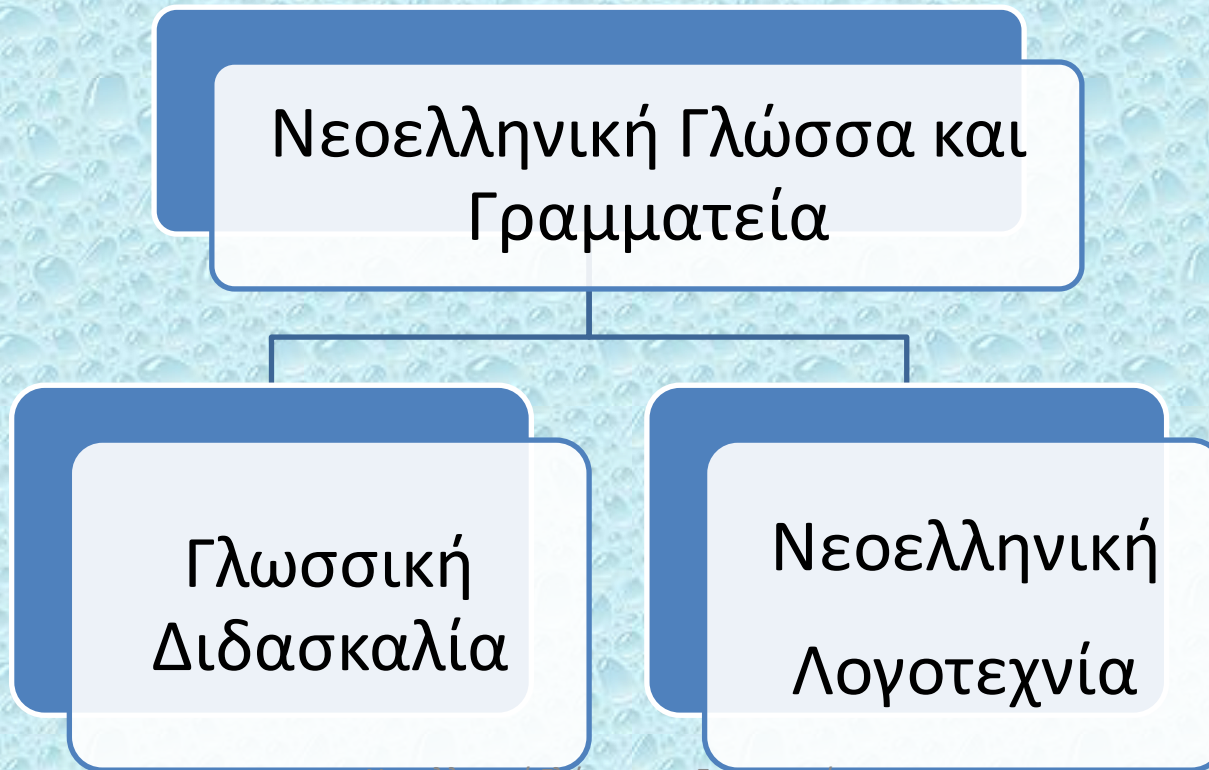 Νεοελληνική Γλώσσα και
Γραμματεία
Γλωσσική
Διδασκαλία
Νεοελληνική
Λογοτεχνία